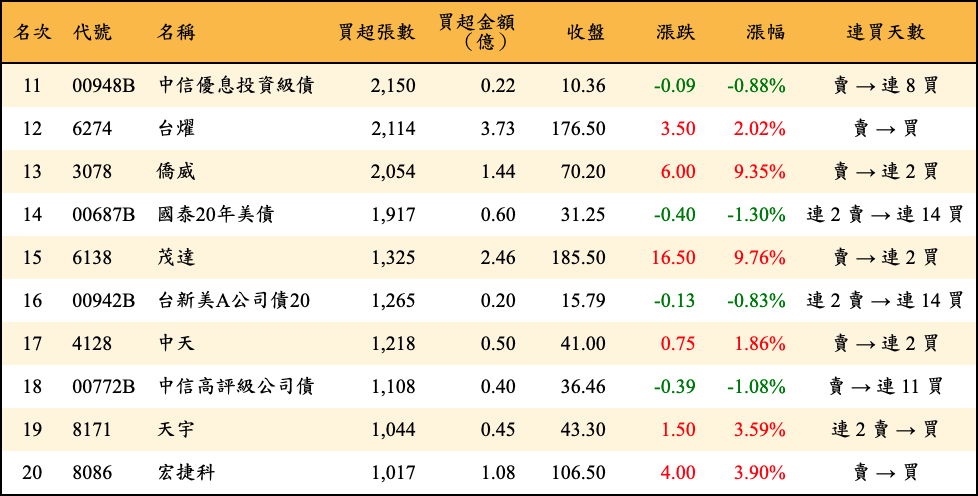 名次 代號 名稱 買超張數 買超金額（億） 收盤 漲跌 漲幅 連買天數
11 00948B 中信優息投資級債 2,150 0.22 10.36 -0.09 -0.88% 賣 → 連 8 買
12 6274 台燿 2,114 3.73 176.50 3.50 2.02% 賣 → 買
13 3078 僑威 2,054 1.44 70.20 6.00 9.35% 賣 → 連 2 買
14 00687B 國泰20年美債 1,917 0.60 31.25 -0.40 -1.30% 連 2 賣 → 連 14 買
15 6138 茂達 1,325 2.46 185.50 16.50 9.76% 賣 → 連 2 買
16 00942B 台新美A公司債20 1,265 0.20 15.79 -0.13 -0.83% 連 2 賣 → 連 14 買
17 4128 中天 1,218 0.50 41.00 0.75 1.86% 賣 → 連 2 買
18 00772B 中信高評級公司債 1,108 0.40 36.46 -0.39 -1.08% 賣 → 連 11 買
19 8171 天宇 1,044 0.45 43.30 1.50 3.59% 連 2 賣 → 買
20 8086 宏捷科 1,017 1.08 106.50 4.00 3.90% 賣 → 買